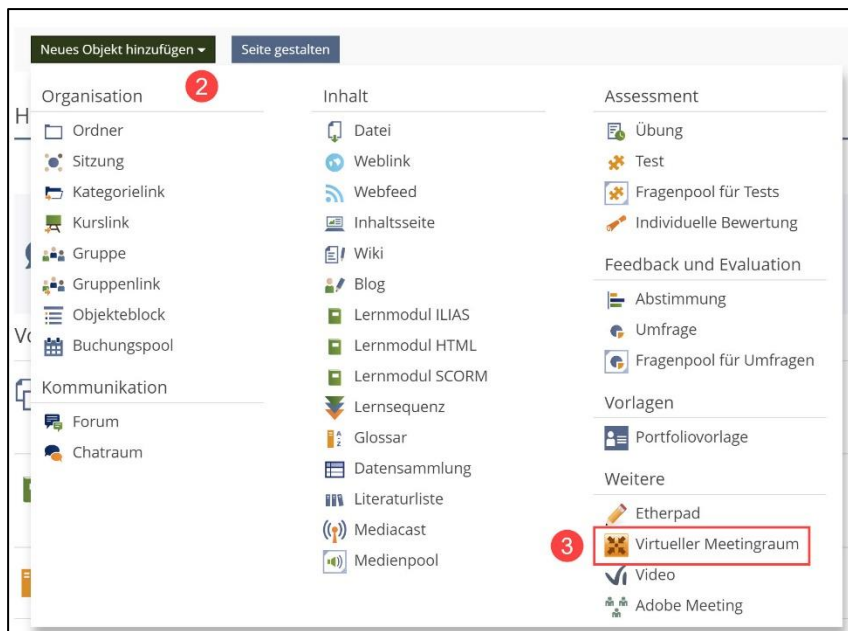 Neues Objekt hinzufügen
Seite gestalten
2
Organisation
Ordner
Sitzung
Kategorielink
Kurslink
Gruppe
Gruppenlink
Objekteblock
Buchungspool
Kommunikation
Forum
Chatraum
Inhalt
Datei
Weblink
Webfeed
Inhaltsseite
Wiki
Blog
Lernmodul ILIAS
Lernmodul HTML
Lernmodul SCORM
Lernsequenz
Glossar
Datensammlung
Literaturliste
Mediacast
Medienpool
Assessment
Übung
Test
Fragenpool für Tests
Individuelle Bewertung
Feedback und Evaluation
Abstimmung
Umfrage
Fragenpool für Umfragen
Vorlagen
Portfoliovorlage
Weitere
Etherpad
3
Virtueller Meetingraum
Video
Adobe Meeting